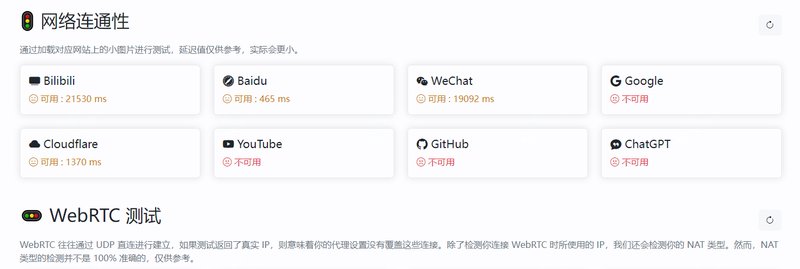 网络连通性
通过加载对应网站上的小图片进行测试，延迟值仅供参考，实际会更小。
Bilibili
可用 : 21530 ms
Baidu
可用 : 465 ms
WeChat
可用 : 19092 ms
Google
不可用
Cloudflare
可用 : 1370 ms
YouTube
不可用
GitHub
不可用
ChatGPT
不可用
WebRTC 测试
WebRTC 往往通过 UDP 直连进行建立，如果测试返回了真实 IP，则意味着你的代理设置没有覆盖这些连接。除了检测你连接 WebRTC 时所使用的 IP，我们还会检测你的 NAT 类型。然而，NAT
类型的检测并不是 100% 准确的，仅供参考。